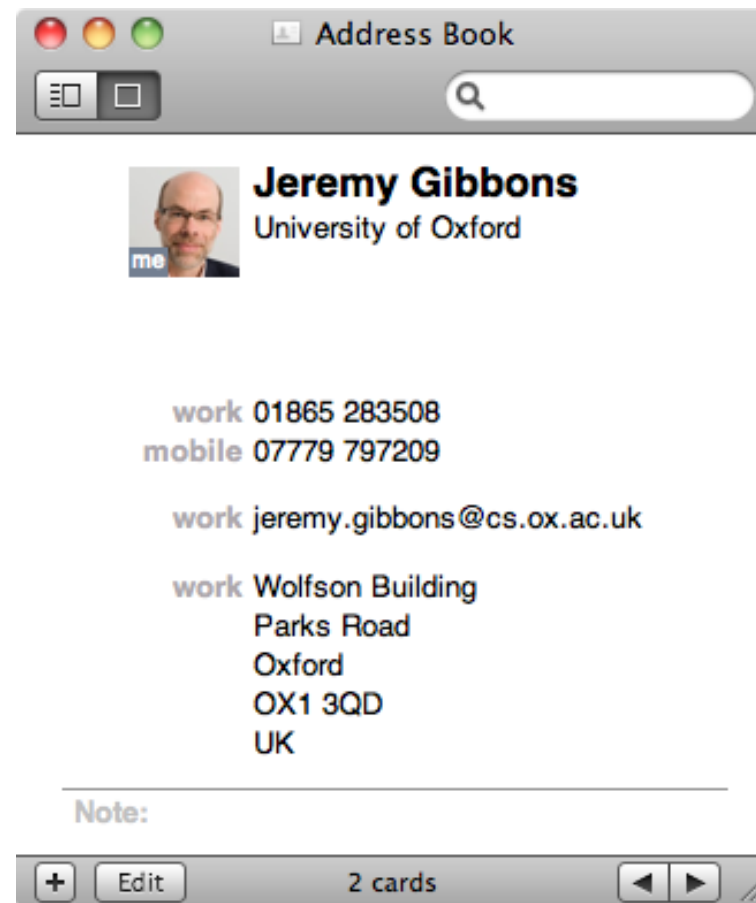 Address Book
Jeremy Gibbons
University of Oxford
me
work 01865 283508
mobile 07779 797209
work jeremy.gibbons@cs.ox.ac.uk
work Wolfson Building
Parks Road
Oxford
OX1 3QD
UK
Note:
+ Edit 2 cards